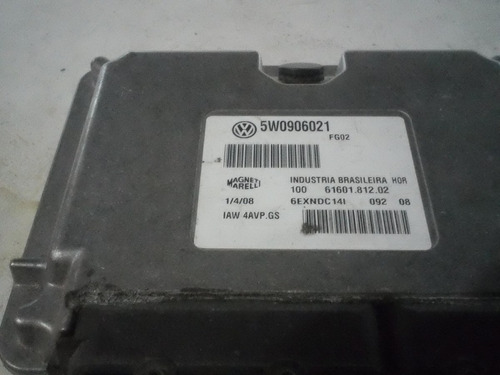 5W0906021
FG02
MAGNETI MARELLI
INDUSTRIA BRASILEIRA HOR
100 61601.812.02
1/4/08 6EXNDC14I 092 08
IAW 4AVP.GS